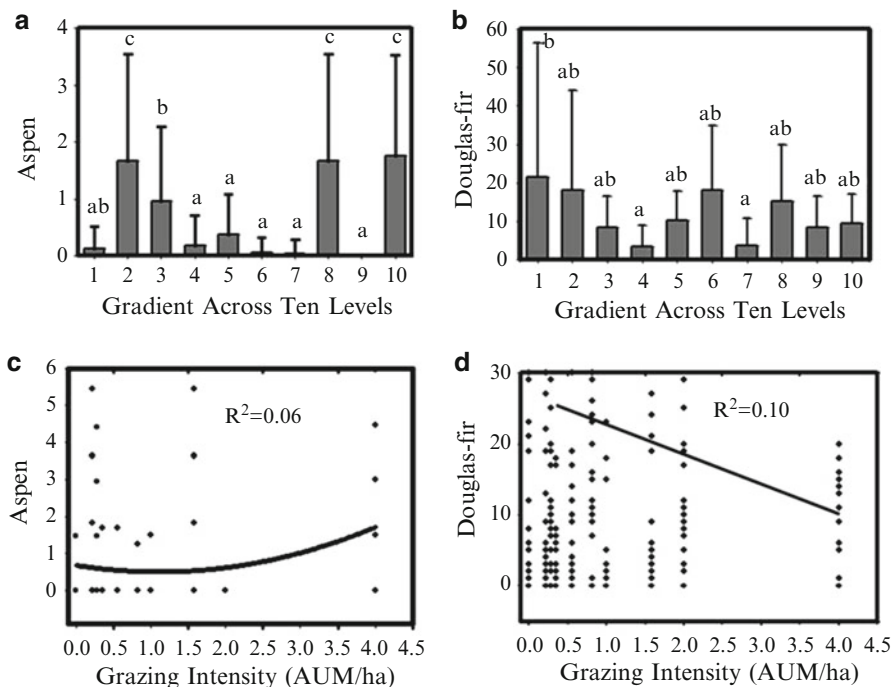 a
4
3
2
1
0
Aspen
ab
c
b
a
a
a
a
c
a
c
1 2 3 4 5 6 7 8 9 10
Gradient Across Ten Levels
b
60
50
40
30
20
10
0
Douglas-fir
b
ab
ab
a
ab
ab
a
ab
ab
ab
1 2 3 4 5 6 7 8 9 10
Gradient Across Ten Levels
c
6
5
4
3
2
1
0
Aspen
R²=0.06
0.0 0.5 1.0 1.5 2.0 2.5 3.0 3.5 4.0 4.5
Grazing Intensity (AUM/ha)
d
30
20
10
0
Douglas-fir
R²=0.10
0.0 0.5 1.0 1.5 2.0 2.5 3.0 3.5 4.0 4.5
Grazing Intensity (AUM/ha)